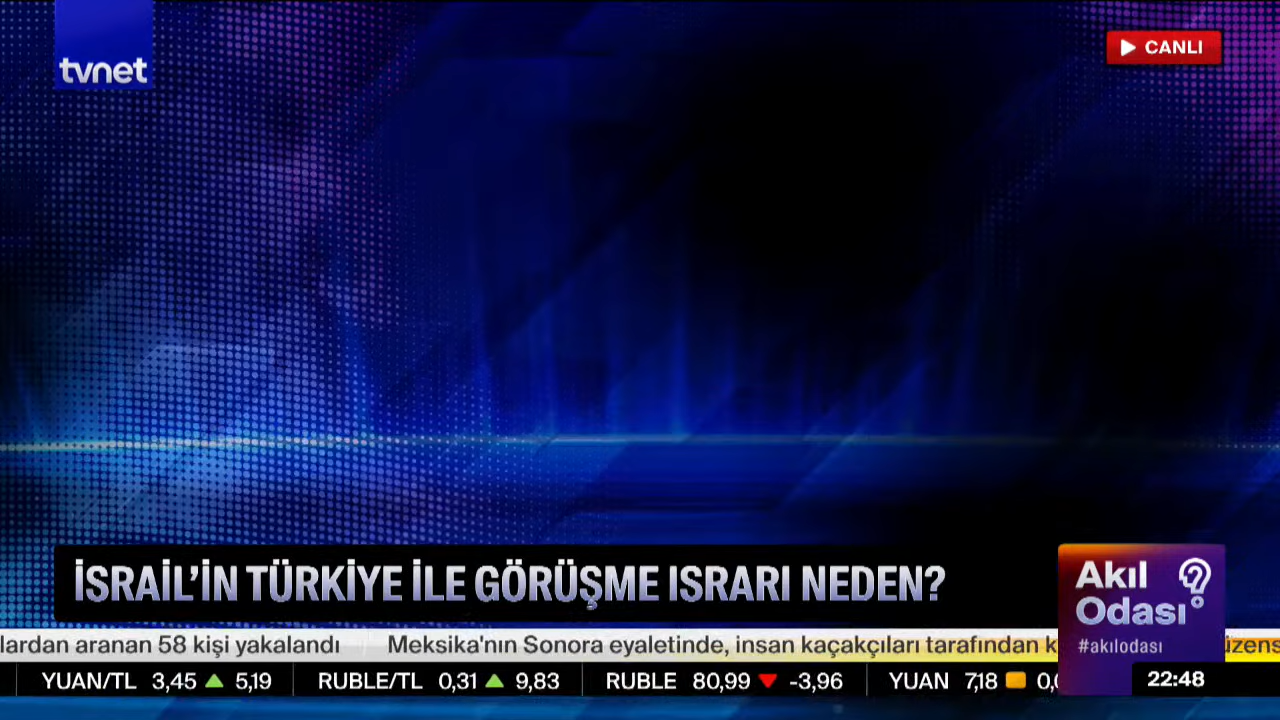 tvnet
CANLI
İSRAİL’İN TÜRKİYE İLE GÖRÜŞME ISRARI NEDEN?
Akıl
Odası
#akılodası
lardan aranan 58 kişi yakalandı Meksika'nın Sonora eyaletinde, insan kaçakçıları tarafından
YUAN/TL 3,45 5,19 RUBLE/TL 0,31 9,83 RUBLE 80,99 -3,96 YUAN 7,18
22:48